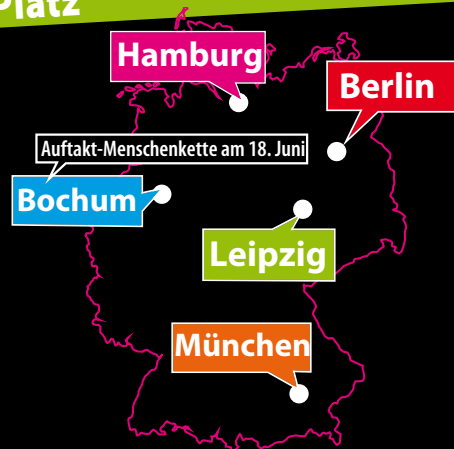 Platz
Hamburg
Berlin
Auftakt-Menschenkette am 18. Juni
Bochum
Leipzig
München